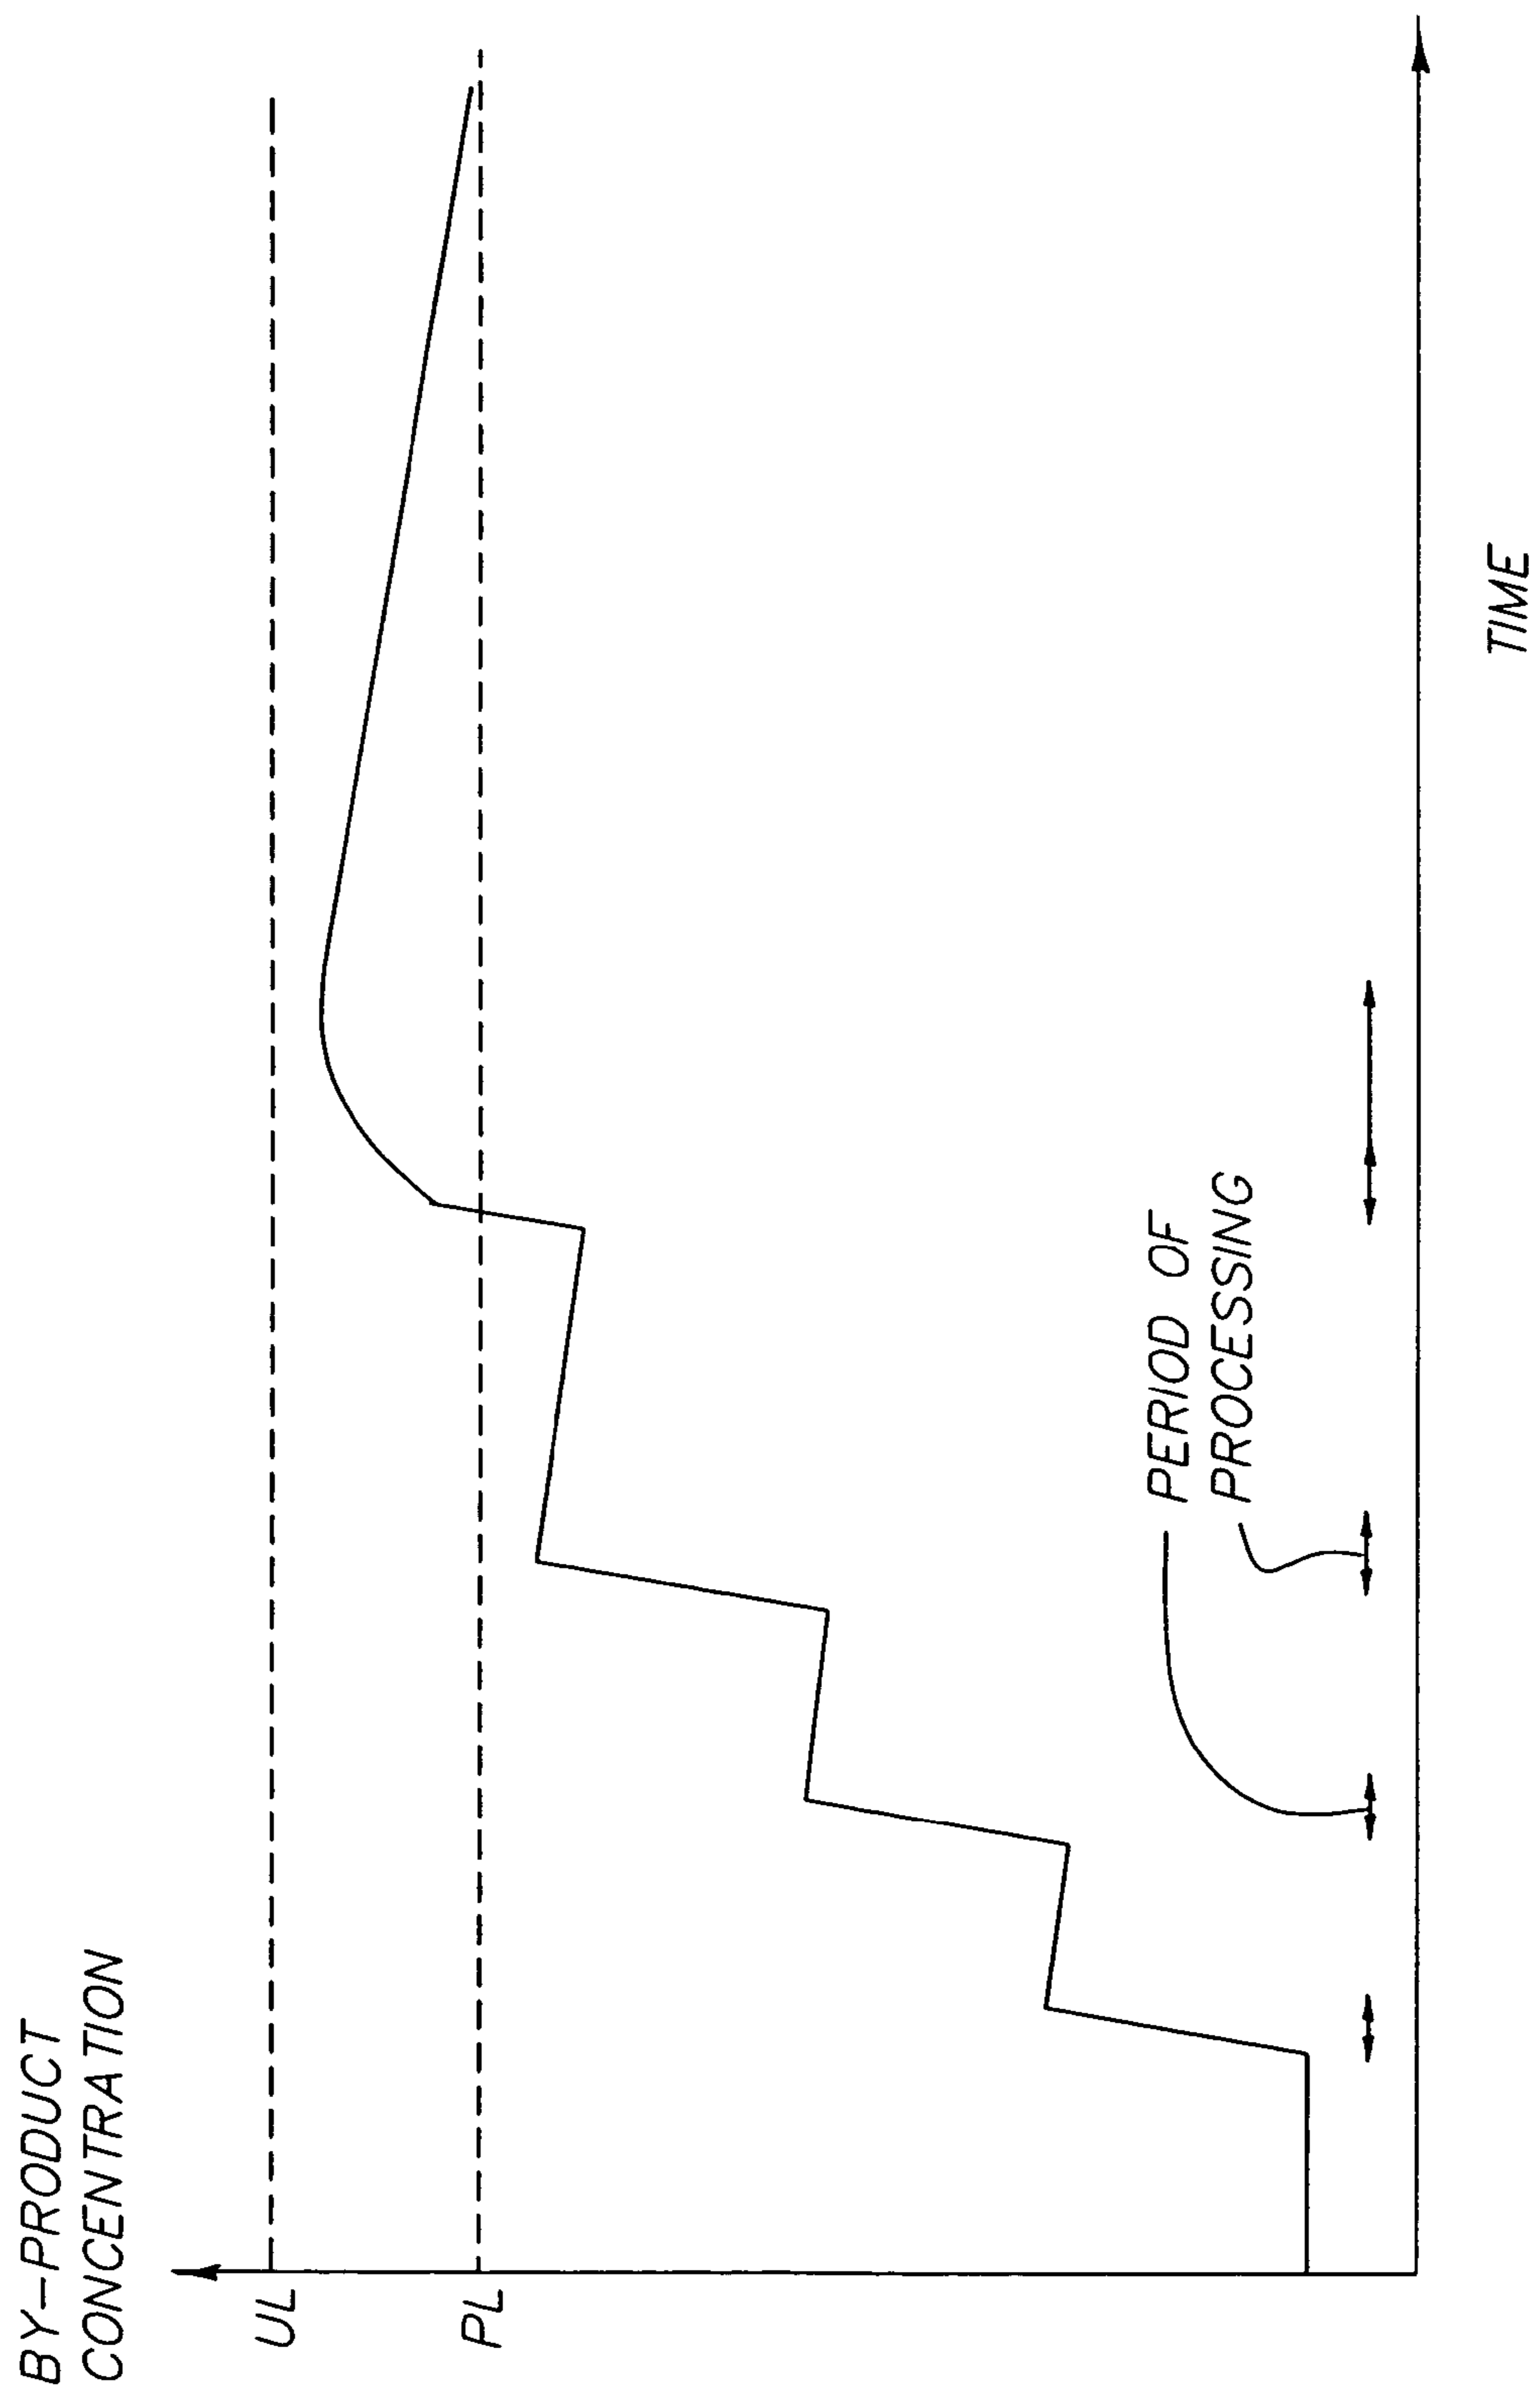 BY-PRODUCT
CONCENTRATION
UL
PL
PERIOD OF
PROCESSING
TIME